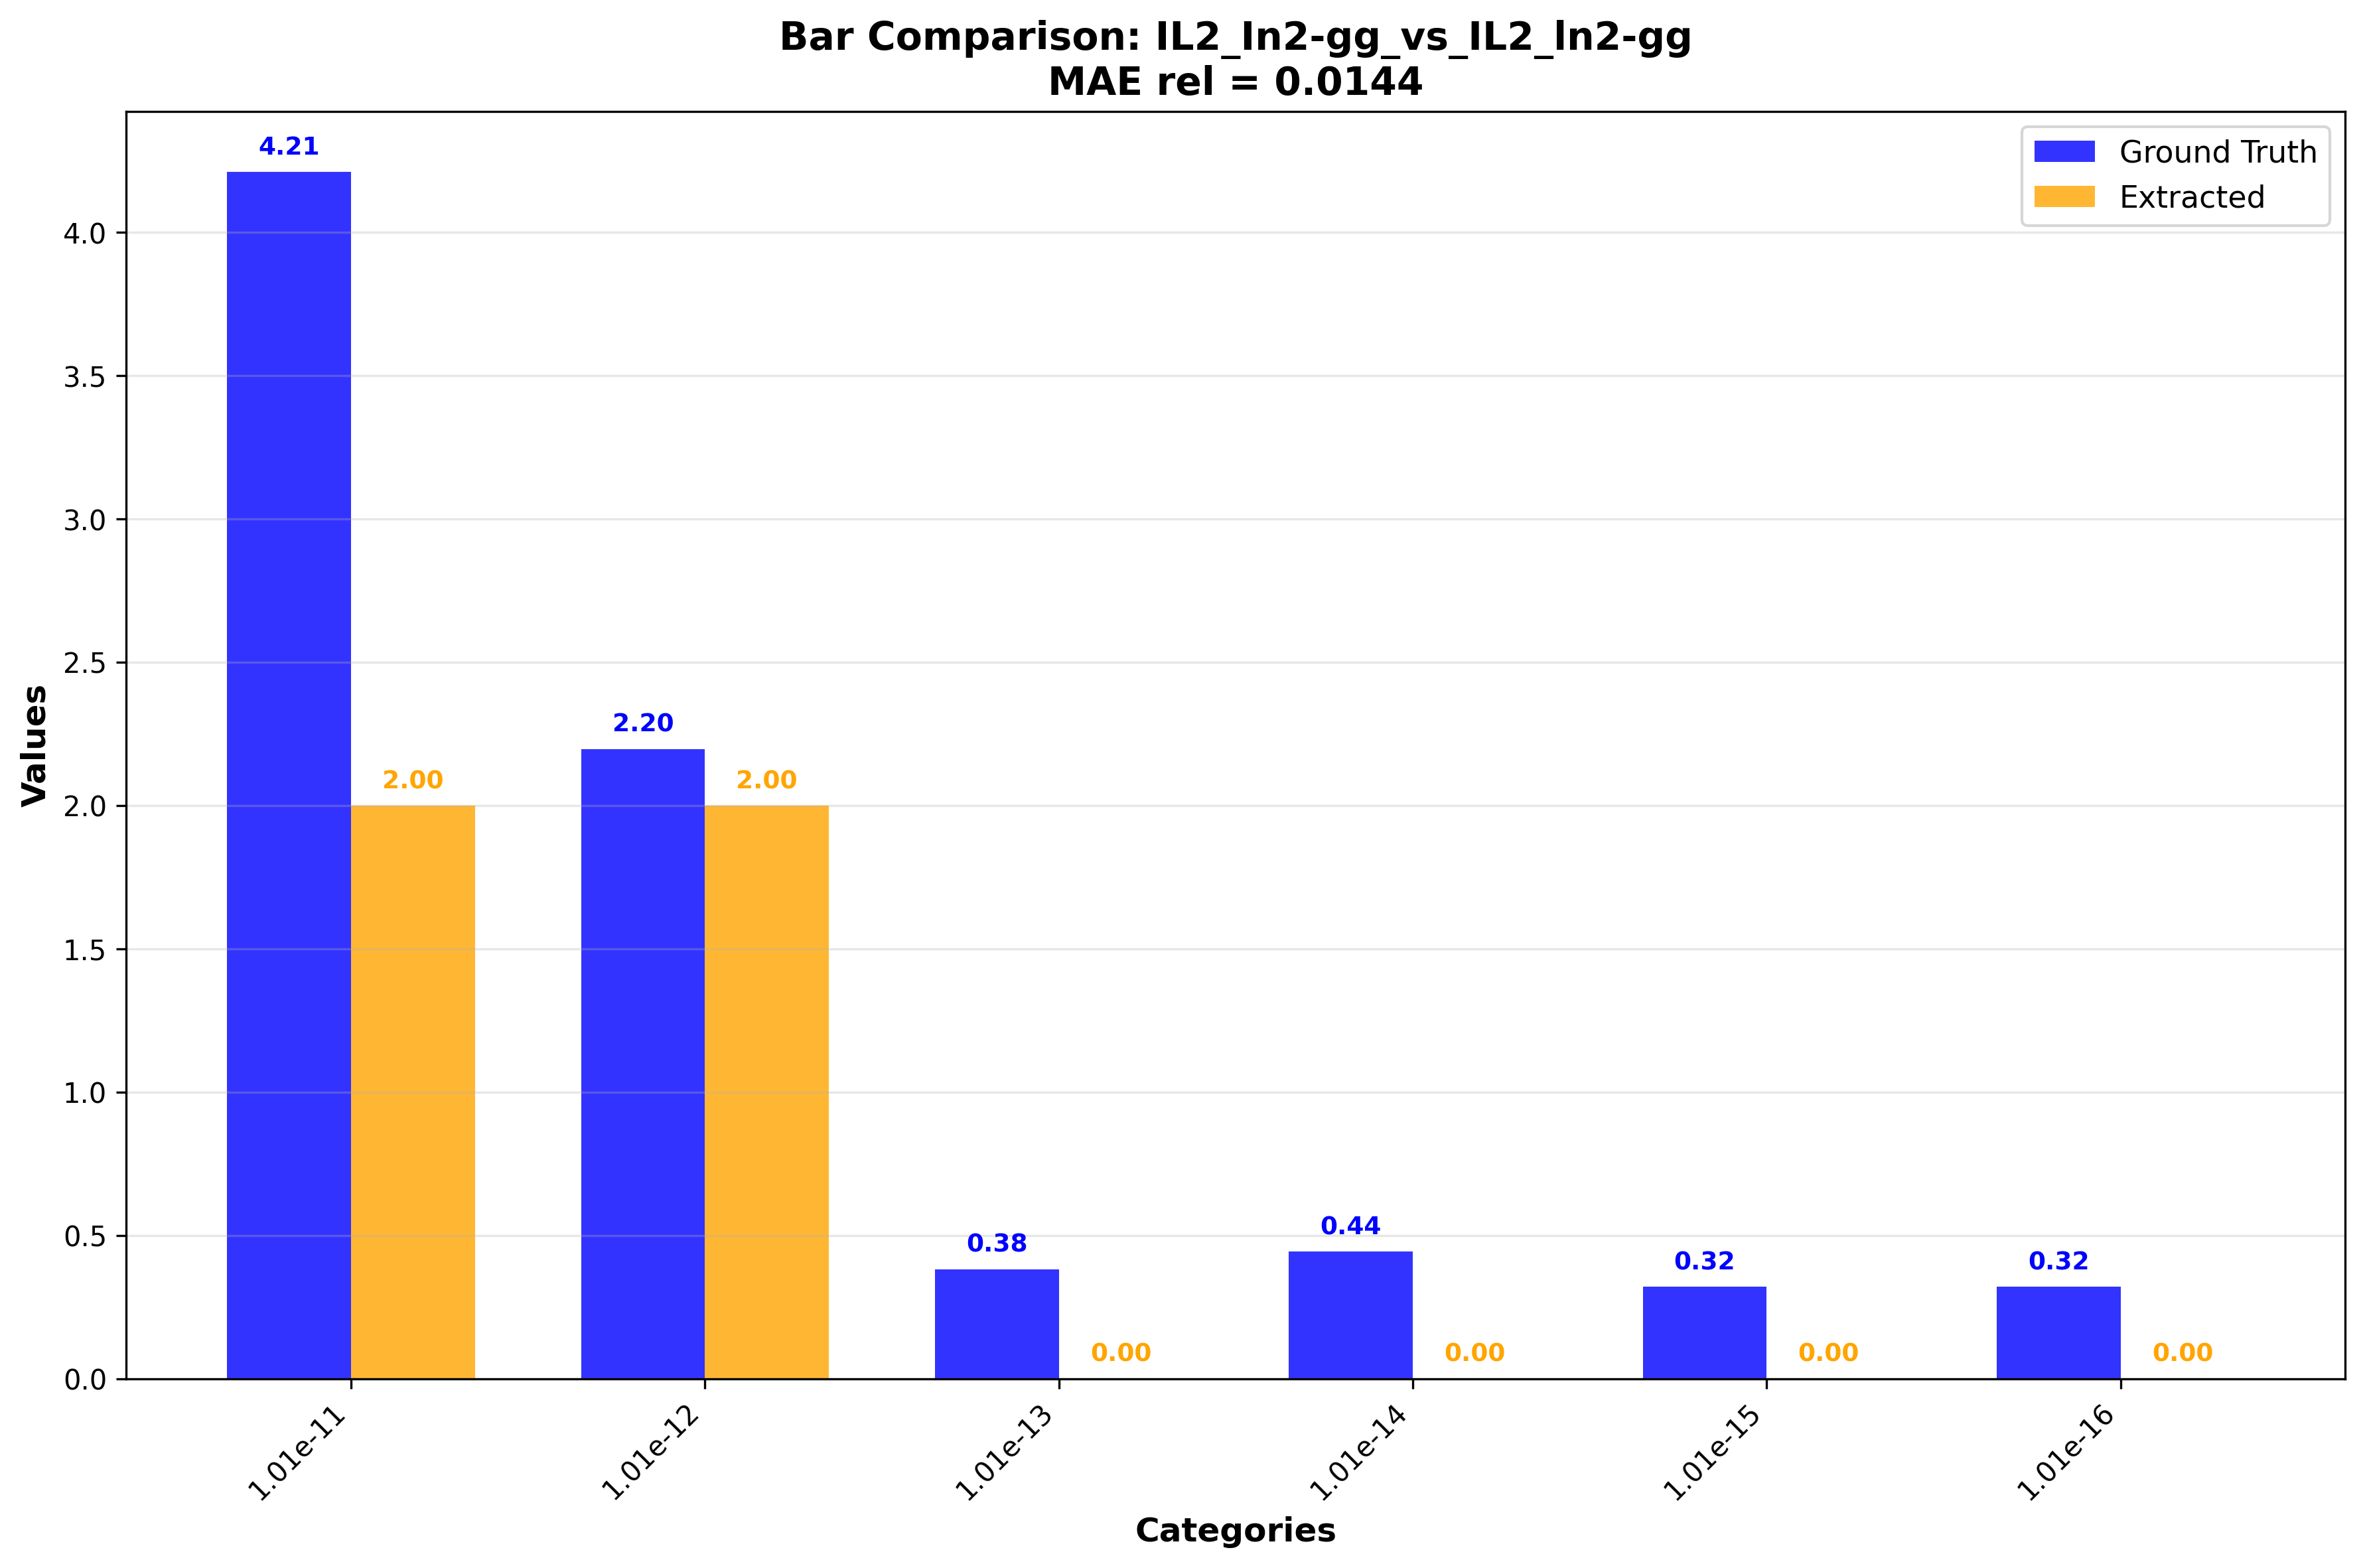 Bar Comparison: IL2_In2-gg_vs_IL2_ln2-gg
MAE rel = 0.0144
Ground Truth
Extracted
Values
4.0
3.5
3.0
2.5
2.0
1.5
1.0
0.5
0.0
4.21
2.00
2.20
2.00
0.38
0.00
0.44
0.00
0.32
0.00
0.32
0.00
1.01e-11
1.01e-12
1.01e-13
1.01e-14
1.01e-15
1.01e-16
Categories